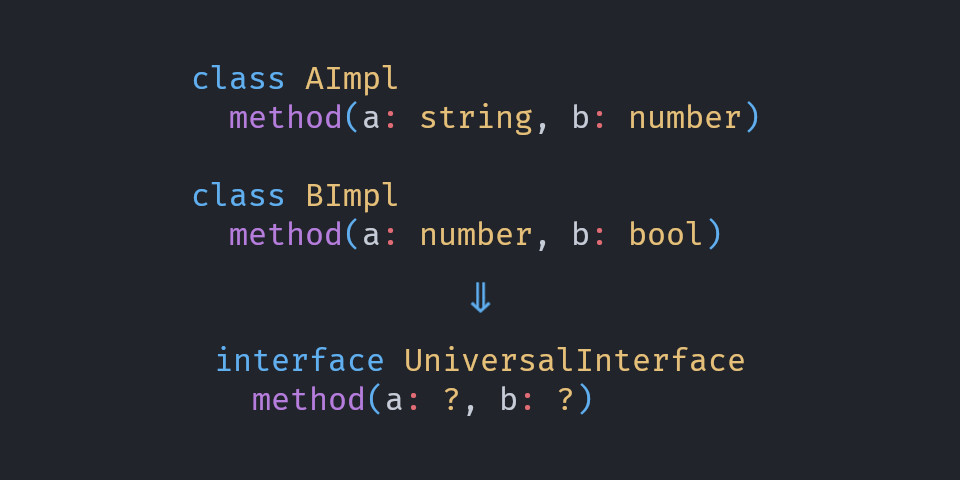 class AImpl
method(a: string, b: number)
class BImpl
method(a: number, b: bool)
⇓
interface UniversalInterface
method(a: ?, b: ?)